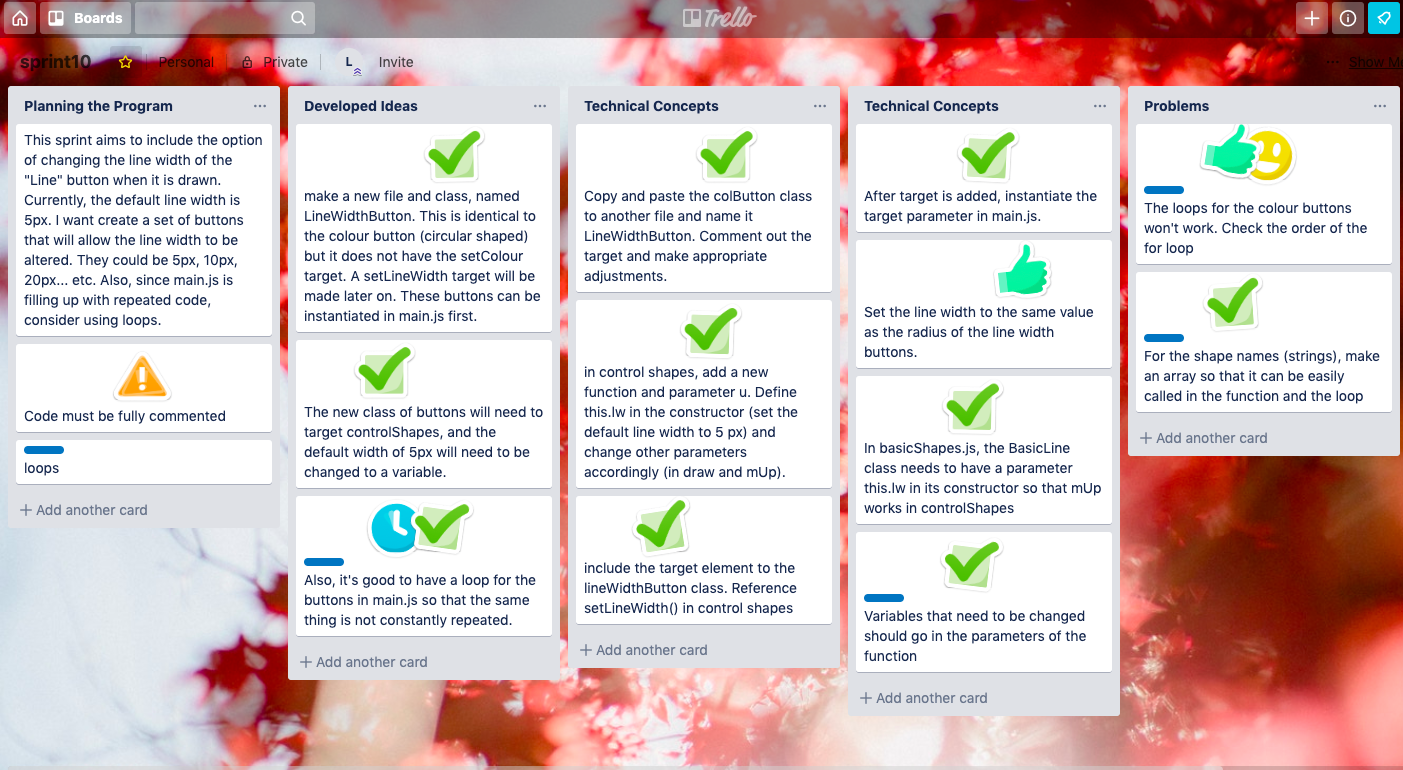 Boards
Trello
sprint10
Personal
Private
L
Invite
Show Me
Planning the Program
This sprint aims to include the option
of changing the line width of the
"Line" button when it is drawn.
Currently, the default line width is
5px. I want create a set of buttons
that will allow the line width to be
altered. They could be 5px, 10px,
20px... etc. Also, since main.js is
filling up with repeated code,
consider using loops.
Code must be fully commented
loops
+ Add another card
Developed Ideas
make a new file and class, named
LineWidthButton. This is identical to
the colour button (circular shaped)
but it does not have the setColour
target. A setLineWidth target will be
made later on. These buttons can be
instantiated in main.js first.
The new class of buttons will need to
target controlShapes, and the
default width of 5px will need to be
changed to a variable.
Also, it's good to have a loop for the
buttons in main.js so that the same
thing is not constantly repeated.
+ Add another card
Technical Concepts
Copy and paste the colButton class
to another file and name it
LineWidthButton. Comment out the
target and make appropriate
adjustments.
in control shapes, add a new
function and parameter u. Define
this.lw in the constructor (set the
default line width to 5 px) and
change other parameters
accordingly (in draw and mUp).
include the target element to the
lineWidthButton class. Reference
setLineWidth() in control shapes
+ Add another card
Technical Concepts
After target is added, instantiate the
target parameter in main.js.
Set the line width to the same value
as the radius of the line width
buttons.
In basicShapes.js, the BasicLine
class needs to have a parameter
this.lw in its constructor so that mUp
works in controlShapes
Variables that need to be changed
should go in the parameters of the
function
+ Add another card
Problems
The loops for the colour buttons
won't work. Check the order of the
for loop
For the shape names (strings), make
an array so that it can be easily
called in the function and the loop
+ Add another card